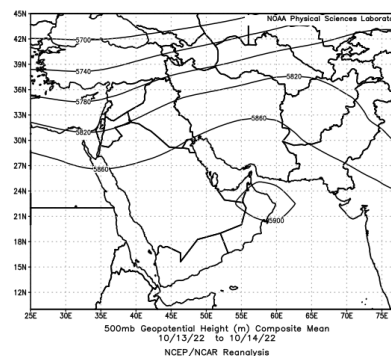 NOAA Physical Sciences Laborat
45N
42N
39N
36N
33N
30N
27N
24N
21N
18N
15N
12N
5700
5740
5780
5820
5820
5860
5860
5900
25E 30E 35E 40E 45E 50E 55E 60E 65E 70E 75E
500mb Geopotential Height (m) Composite Mean
10/13/22 to 10/14/22
NCEP/NCAR Reanalysis